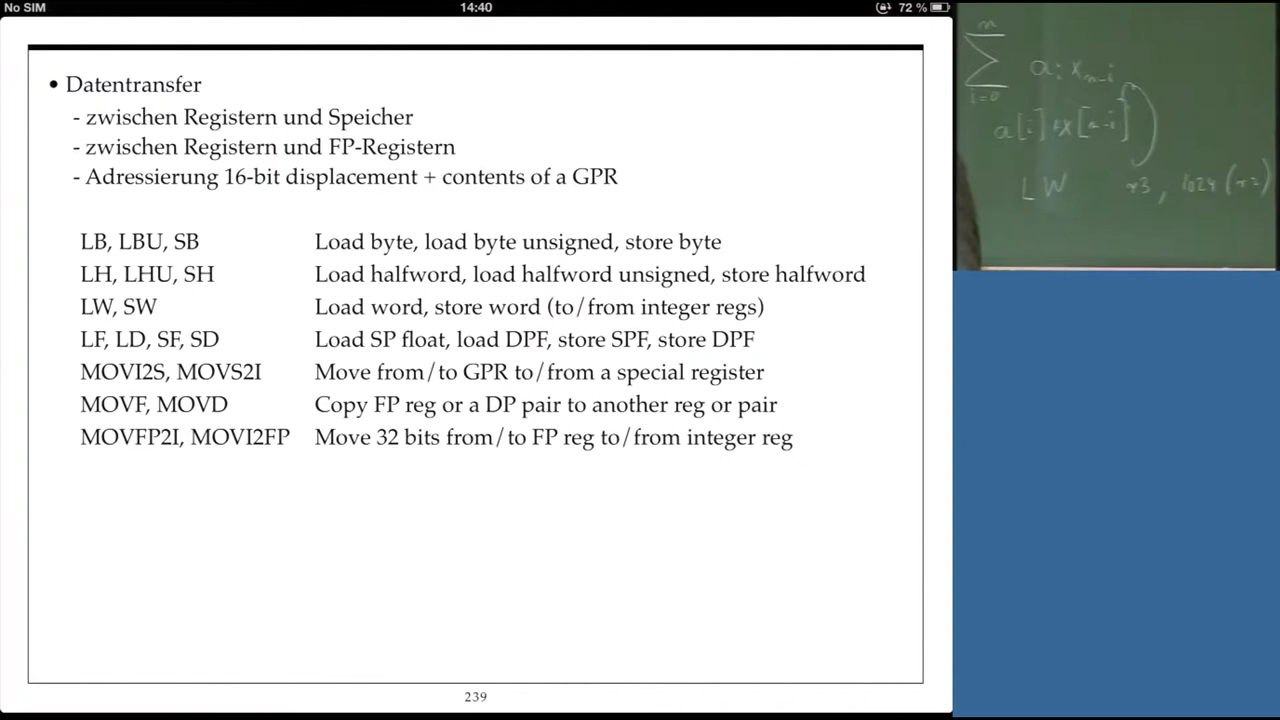 No SIM 14:40 72 %
• Datentransfer
- zwischen Registern und Speicher
- zwischen Registern und FP-Registern
- Adressierung 16-bit displacement + contents of a GPR
LB, LBU, SB Load byte, load byte unsigned, store byte
LH, LHU, SH Load halfword, load halfword unsigned, store halfword
LW, SW Load word, store word (to/from integer regs)
LF, LD, SF, SD Load SP float, load DPF, store SPF, store DPF
MOVI2S, MOVS2I Move from/to GPR to/from a special register
MOVF, MOVD Copy FP reg or a DP pair to another reg or pair
MOVFP2I, MOVI2FP Move 32 bits from/to FP reg to/from integer reg
239
n
∑ a i x n-i
i=0
a[i] * x[n-i]
LW r3, 1024(r2)